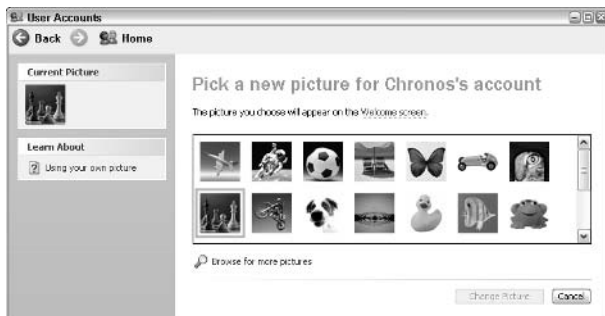 User Accounts
Back Home
Current Picture
Learn About
Using your own picture
Pick a new picture for Chronos's account
The picture you choose will appear on the Welcome screen.
Browse for more pictures
Change Picture Cancel